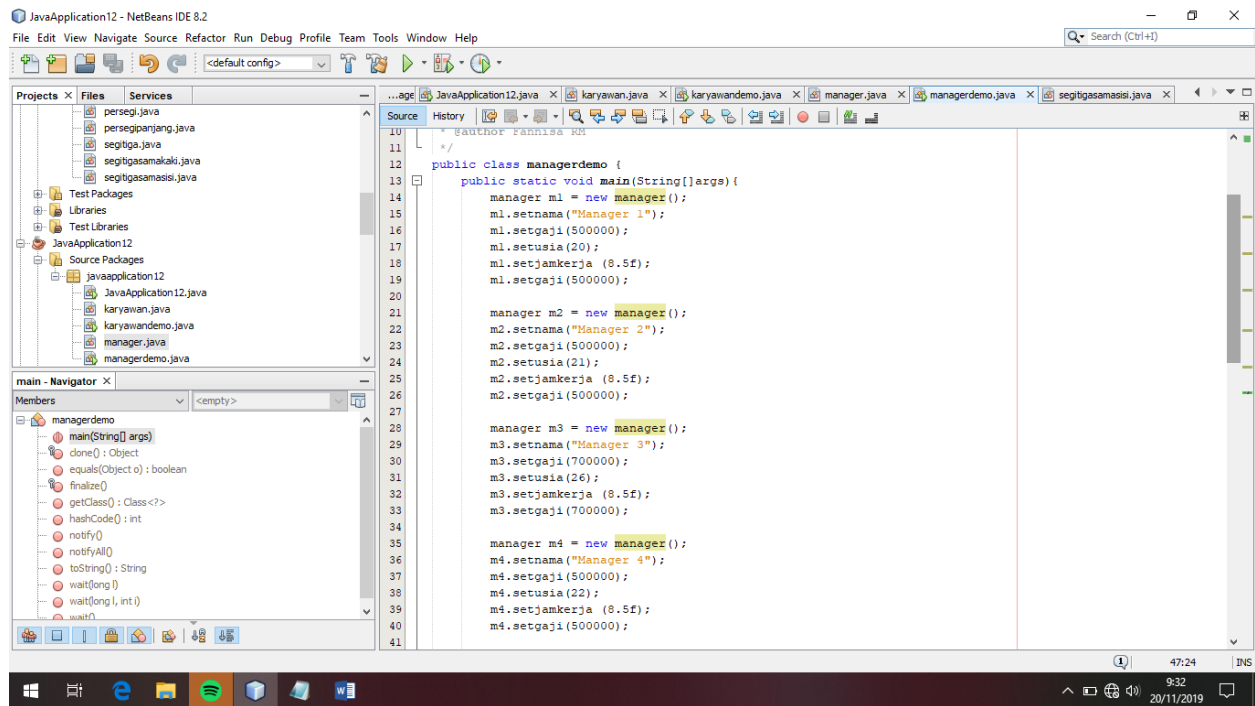 JavaApplication12 - NetBeans IDE 8.2
File Edit View Navigate Source Refactor Run Debug Profile Team Tools Window Help
Search (Ctrl+I)
<default config>
Projects Files Services
persegi.java
persegipanjang.java
segitiga.java
segitigasamakaki.java
segitigasamasisi.java
Test Packages
Libraries
Test Libraries
JavaApplication12
Source Packages
javaapplication12
JavaApplication12.java
karyawan.java
karyawandemo.java
manager.java
managerdemo.java
main - Navigator
Members <empty>
managerdemo
main(String[] args)
clone() : Object
equals(Object o) : boolean
finalize()
getClass() : Class<?>
hashCode() : int
notify()
notifyAll()
toString() : String
wait(long l)
wait(long l, int i)
wait()
...age JavaApplication12.java karyawan.java karyawandemo.java manager.java managerdemo.java segitigasamasisi.java
Source History
10 * @author Fannisa RM
11 */
12 public class managerdemo {
13 public static void main(String[]args){
14 manager m1 = new manager();
15 m1.setnama("Manager 1");
16 m1.setgaji(500000);
17 m1.setusia(20);
18 m1.setjamkerja (8.5f);
19 m1.setgaji(500000);
20
21 manager m2 = new manager();
22 m2.setnama("Manager 2");
23 m2.setgaji(500000);
24 m2.setusia(21);
25 m2.setjamkerja (8.5f);
26 m2.setgaji(500000);
27
28 manager m3 = new manager();
29 m3.setnama("Manager 3");
30 m3.setgaji(700000);
31 m3.setusia(26);
32 m3.setjamkerja (8.5f);
33 m3.setgaji(700000);
34
35 manager m4 = new manager();
36 m4.setnama("Manager 4");
37 m4.setgaji(500000);
38 m4.setusia(22);
39 m4.setjamkerja (8.5f);
40 m4.setgaji(500000);
41
1 47:24 INS
9:32
20/11/2019